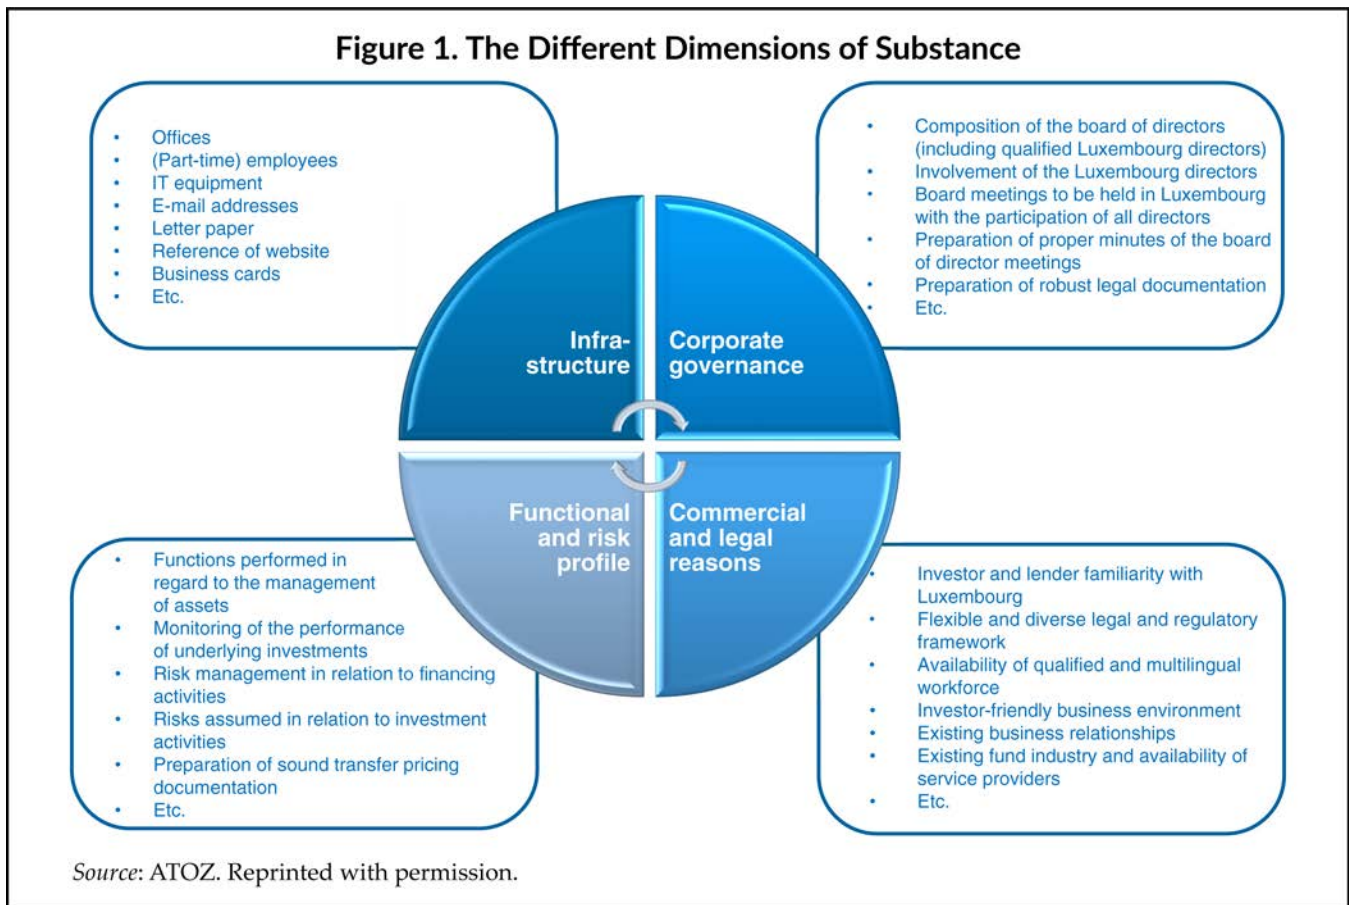 Figure 1. The Different Dimensions of Substance
• Offices
• (Part-time) employees
• IT equipment
• E-mail addresses
• Letter paper
• Reference of website
• Business cards
• Etc.
• Composition of the board of directors
(including qualified Luxembourg directors)
• Involvement of the Luxembourg directors
• Board meetings to be held in Luxembourg
with the participation of all directors
• Preparation of proper minutes of the board
of director meetings
• Preparation of robust legal documentation
• Etc.
Infra-
structure
Corporate
governance
Functional
and risk
profile
Commercial
and legal
reasons
• Functions performed in
regard to the management
of assets
• Monitoring of the performance
of underlying investments
• Risk management in relation to financing
activities
• Risks assumed in relation to investment
activities
• Preparation of sound transfer pricing
documentation
• Etc.
• Investor and lender familiarity with
Luxembourg
• Flexible and diverse legal and regulatory
framework
• Availability of qualified and multilingual
workforce
• Investor-friendly business environment
• Existing business relationships
• Existing fund industry and availability of
service providers
• Etc.
Source: ATOZ. Reprinted with permission.